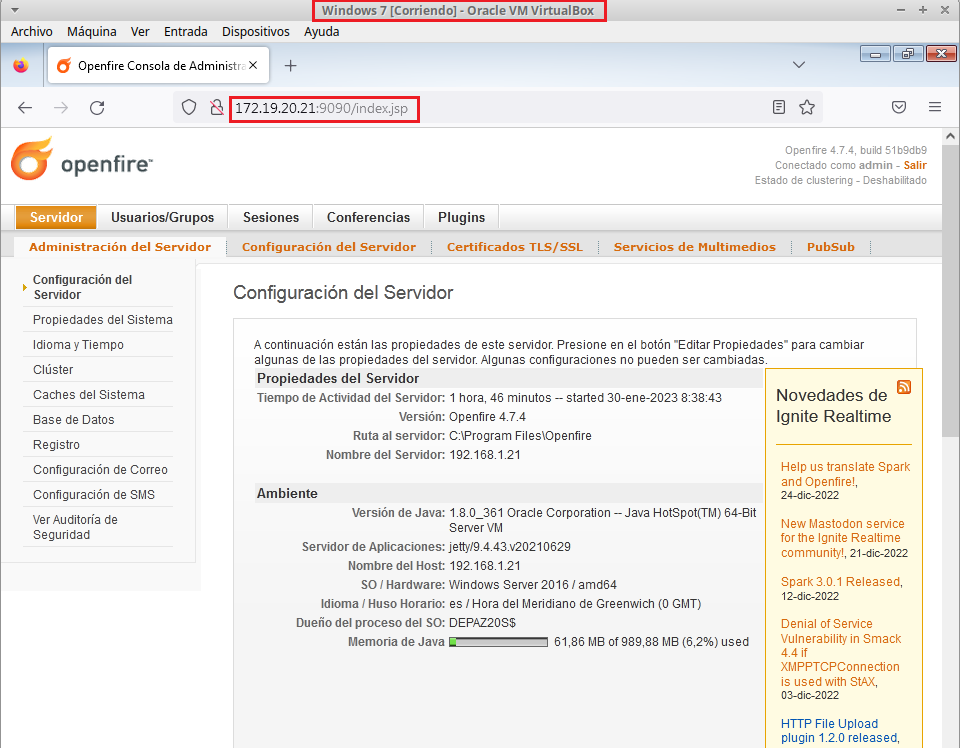 Windows 7 [Corriendo] - Oracle VM VirtualBox
Archivo Máquina Ver Entrada Dispositivos Ayuda
Openfire Consola de Administra
172.19.20.21:9090/index.jsp
openfire™
Openfire 4.7.4, build 51b9db9
Conectado como admin - Salir
Estado de clustering - Deshabilitado
Servidor Usuarios/Grupos Sesiones Conferencias Plugins
Administración del Servidor Configuración del Servidor Certificados TLS/SSL Servicios de Multimedios PubSub
Configuración del
Servidor
Propiedades del Sistema
Idioma y Tiempo
Clúster
Caches del Sistema
Base de Datos
Registro
Configuración de Correo
Configuración de SMS
Ver Auditoría de
Seguridad
Configuración del Servidor
A continuación están las propiedades de este servidor. Presione en el botón "Editar Propiedades" para cambiar
algunas de las propiedades del servidor. Algunas configuraciones no pueden ser cambiadas.
Propiedades del Servidor
Tiempo de Actividad del Servidor: 1 hora, 46 minutos -- started 30-ene-2023 8:38:43
Versión: Openfire 4.7.4
Ruta al servidor: C:\Program Files\Openfire
Nombre del Servidor: 192.168.1.21
Ambiente
Versión de Java: 1.8.0_361 Oracle Corporation -- Java HotSpot(TM) 64-Bit
Server VM
Servidor de Aplicaciones: jetty/9.4.43.v20210629
Nombre del Host: 192.168.1.21
SO / Hardware: Windows Server 2016 / amd64
Idioma / Huso Horario: es / Hora del Meridiano de Greenwich (0 GMT)
Dueño del proceso del SO: DEPAZ20S$
Memoria de Java 61,86 MB of 989,88 MB (6,2%) used
Novedades de
Ignite Realtime
Help us translate Spark
and Openfire!,
24-dic-2022
New Mastodon service
for the Ignite Realtime
community!, 21-dic-2022
Spark 3.0.1 Released,
12-dic-2022
Denial of Service
Vulnerability in Smack
4.4 if
XMPPTCPConnection
is used with StAX,
03-dic-2022
HTTP File Upload
plugin 1.2.0 released,